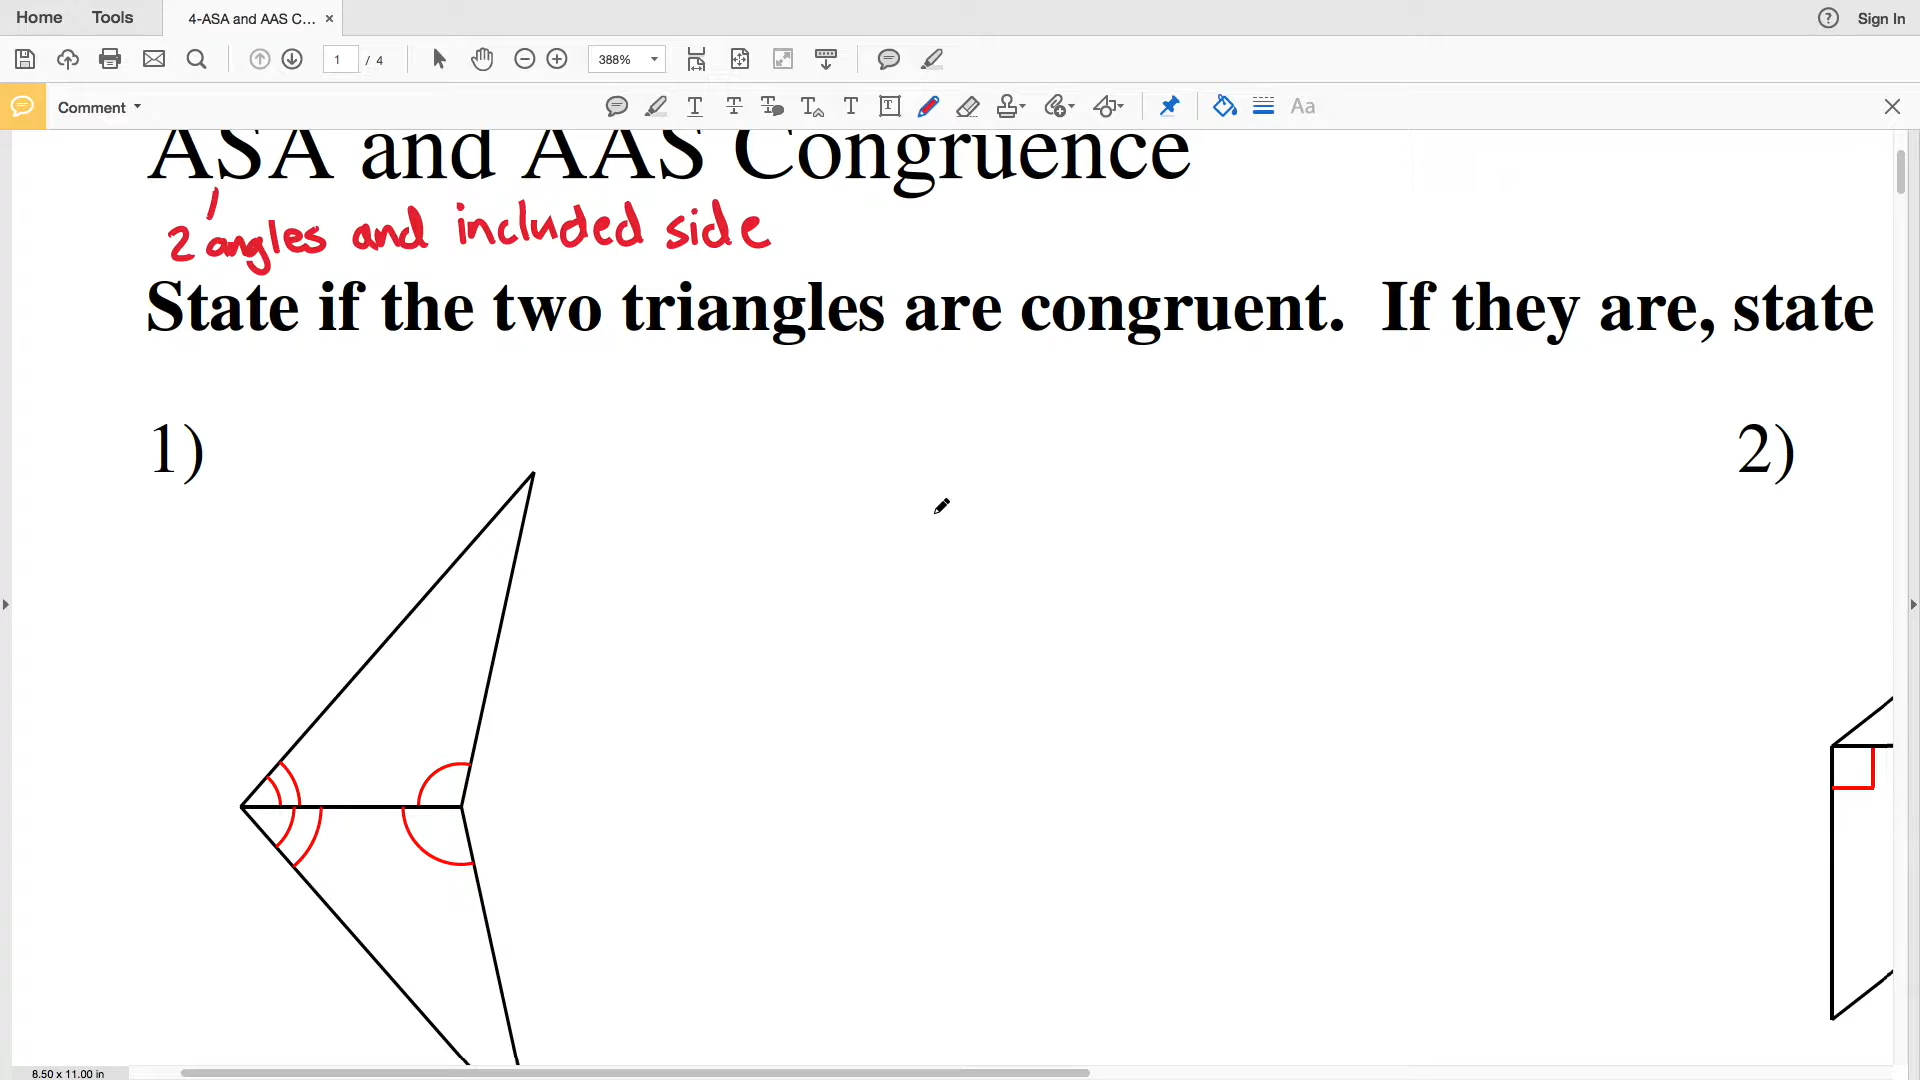 Home Tools 4-ASA and AAS C... × ? Sign In
1 / 4 388%
Comment T T T T T T Aa
ASA and AAS Congruence
2 angles and included side
State if the two triangles are congruent. If they are, state
1) 2)
8.50 x 11.00 in